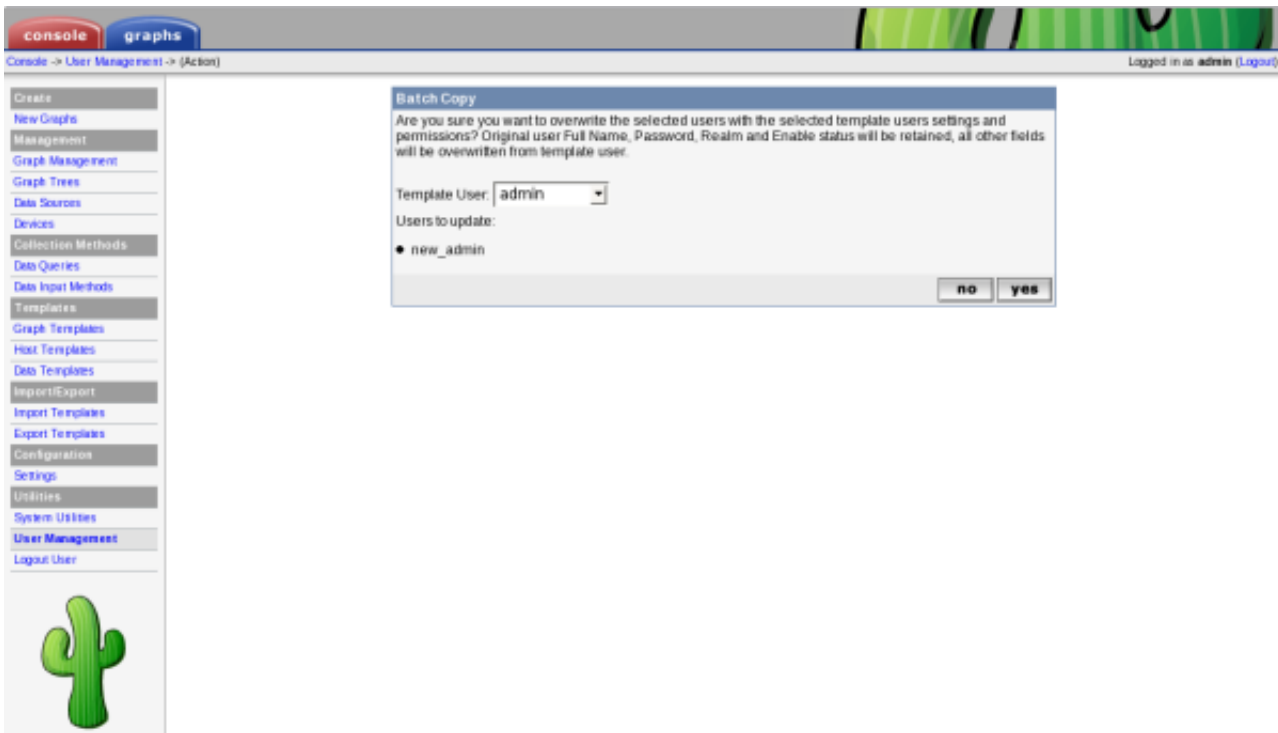 console graphs
Console -> User Management -> (Action)
Logged in as admin (Logout)
Create
New Graphs
Management
Graph Management
Graph Trees
Data Sources
Devices
Collection Methods
Data Queries
Data Input Methods
Templates
Graph Templates
Host Templates
Data Templates
Import/Export
Import Templates
Export Templates
Configuration
Settings
Utilities
System Utilities
User Management
Logout User
Batch Copy
Are you sure you want to overwrite the selected users with the selected template users settings and
permissions? Original user Full Name, Password, Realm and Enable status will be retained, all other fields
will be overwritten from template user.
Template User: admin
Users to update:
● new_admin
no yes